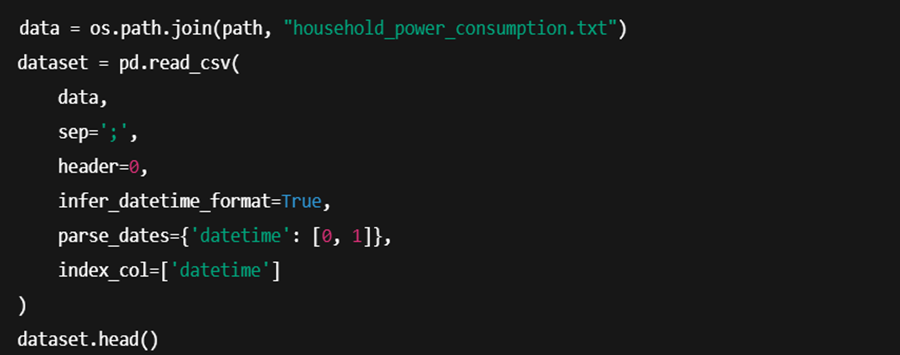 data = os.path.join(path, "household_power_consumption.txt")
dataset = pd.read_csv(
    data,
    sep=';',
    header=0,
    infer_datetime_format=True,
    parse_dates={'datetime': [0, 1]},
    index_col=['datetime']
)
dataset.head()